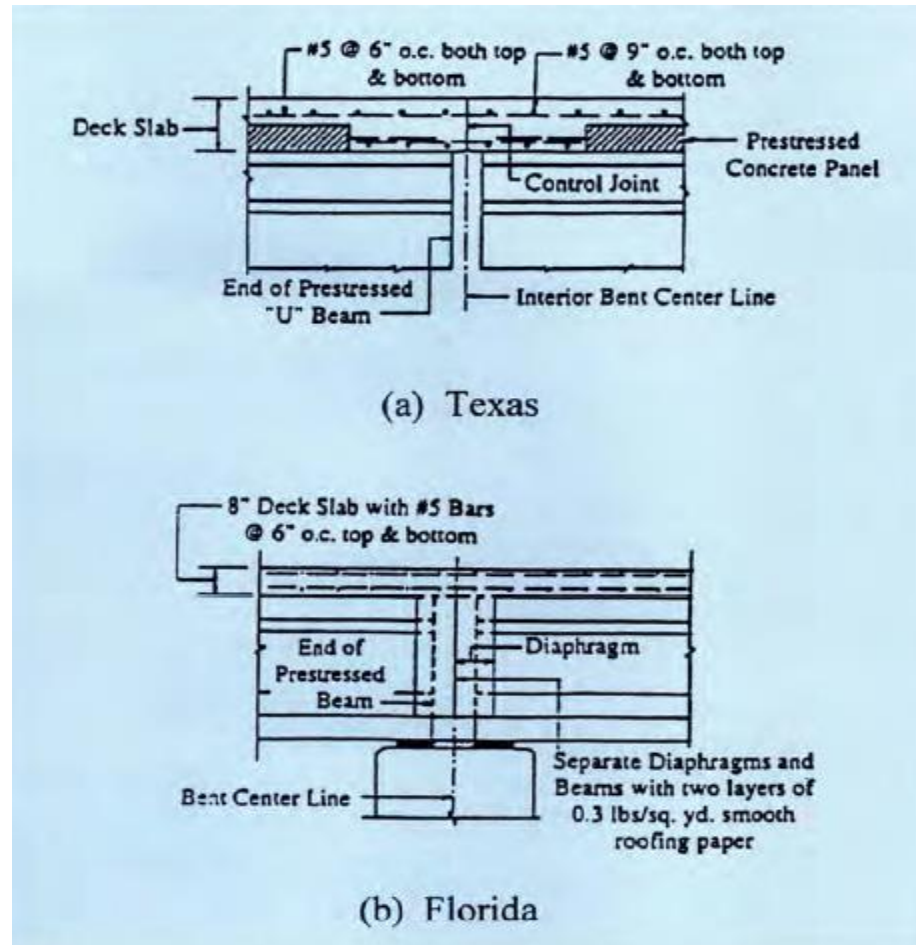 #5 @ 6" o.c. both top
& bottom
#5 @ 9" o.c. both top
& bottom
Deck Slab
Prestressed
Concrete Panel
Control Joint
End of Prestressed
"U" Beam
Interior Bent Center Line
(a) Texas
8" Deck Slab with #5 Bars
@ 6" o.c. top & bottom
End of
Prestressed
Beam
Diaphragm
Separate Diaphragms and
Beams with two layers of
0.3 lbs/sq. yd. smooth
roofing paper
Bent Center Line
(b) Florida